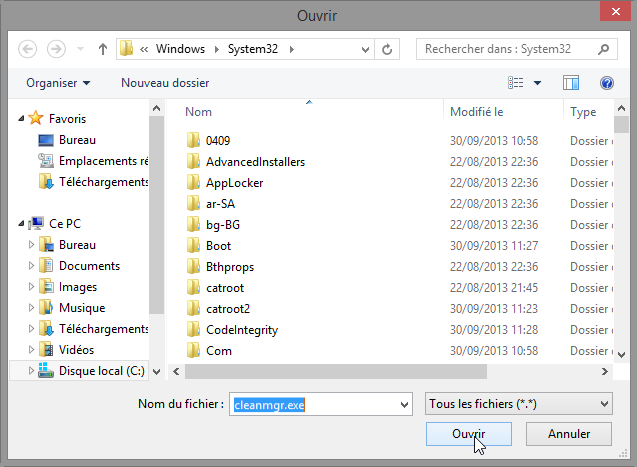 Ouvrir
« Windows System32
Rechercher dans : System32
Organiser Nouveau dossier
Favoris
Bureau
Emplacements ré
Téléchargements
Ce PC
Bureau
Documents
Images
Musique
Téléchargements
Vidéos
Disque local (C:)
Nom Modifié le Type
0409 30/09/2013 10:58 Dossier
AdvancedInstallers 22/08/2013 22:36 Dossier
AppLocker 22/08/2013 22:36 Dossier
ar-SA 22/08/2013 22:36 Dossier
bg-BG 22/08/2013 22:36 Dossier
Boot 30/09/2013 11:27 Dossier
Bthprops 22/08/2013 22:36 Dossier
catroot 22/08/2013 21:45 Dossier
catroot2 30/09/2013 11:23 Dossier
CodeIntegrity 30/09/2013 11:28 Dossier
Com 30/09/2013 10:58 Dossier
Nom du fichier : cleanmgr.exe
Tous les fichiers (*.*)
Ouvrir Annuler